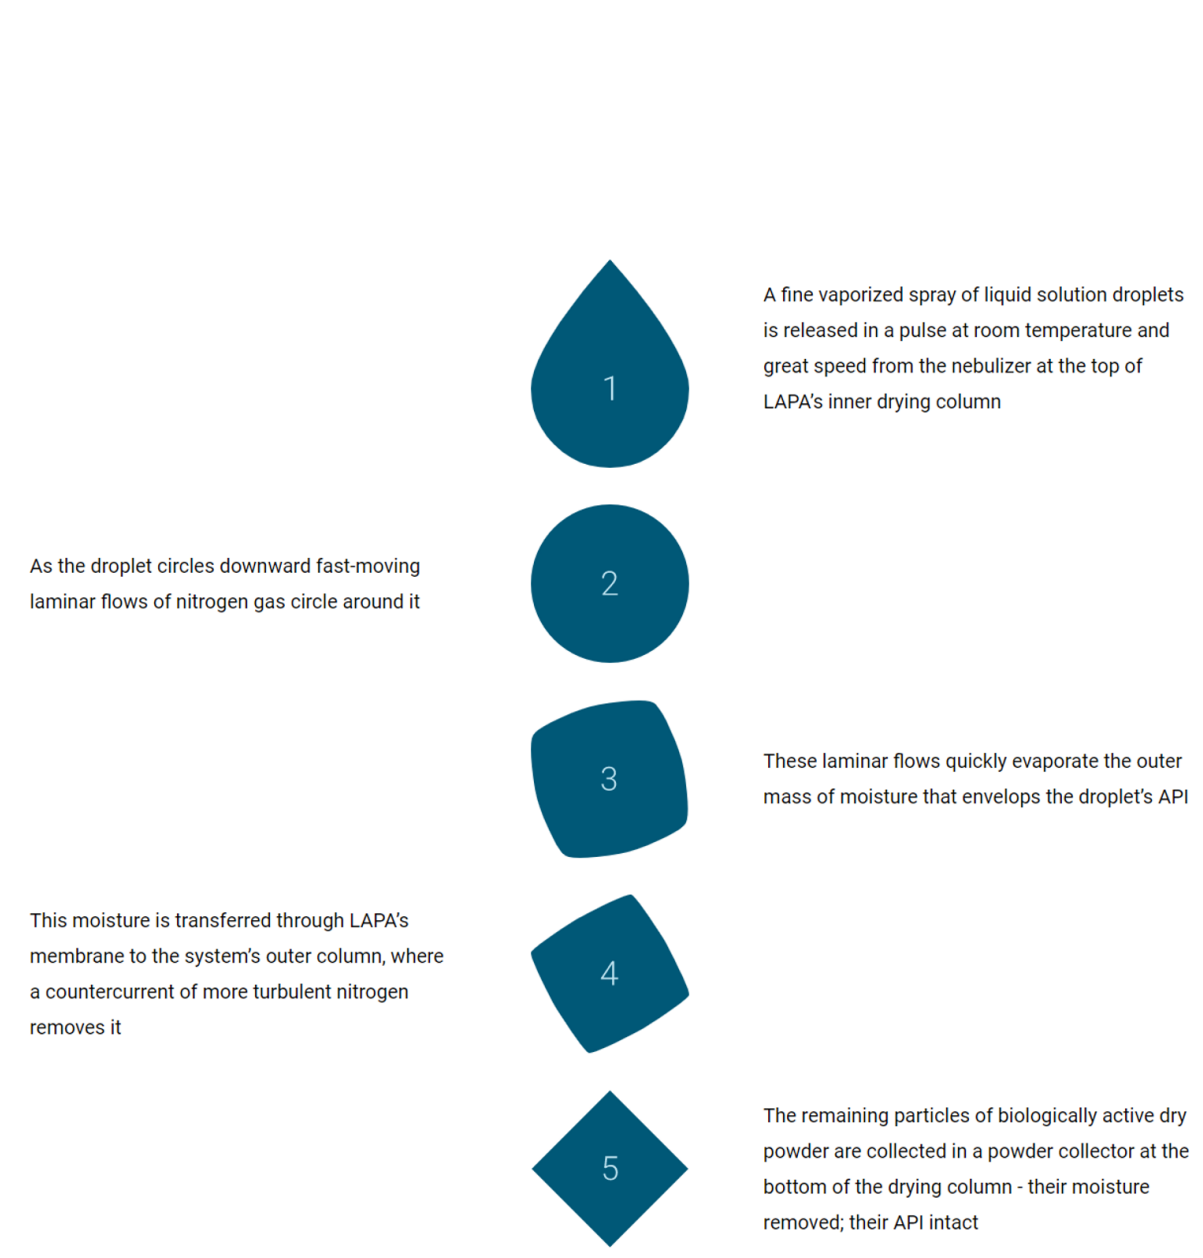 1
A fine vaporized spray of liquid solution droplets
is released in a pulse at room temperature and
great speed from the nebulizer at the top of
LAPA’s inner drying column
As the droplet circles downward fast-moving
laminar flows of nitrogen gas circle around it
2
3
These laminar flows quickly evaporate the outer
mass of moisture that envelops the droplet’s API
This moisture is transferred through LAPA’s
membrane to the system’s outer column, where
a countercurrent of more turbulent nitrogen
removes it
4
5
The remaining particles of biologically active dry
powder are collected in a powder collector at the
bottom of the drying column - their moisture
removed; their API intact